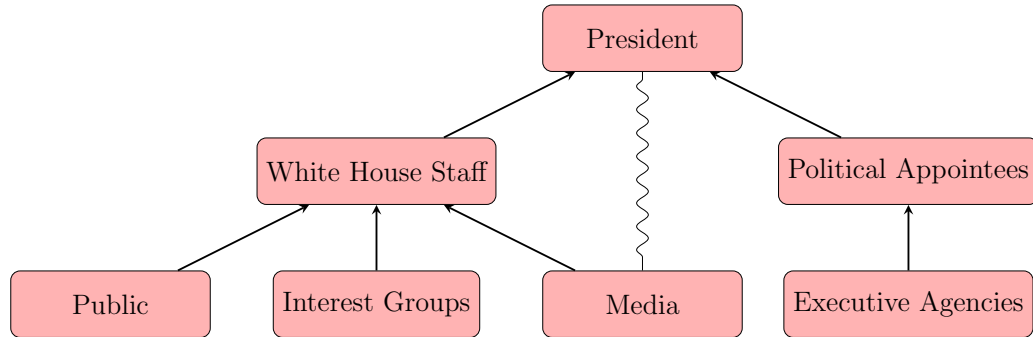 President
White House Staff
Political Appointees
Public
Interest Groups
Media
Executive Agencies